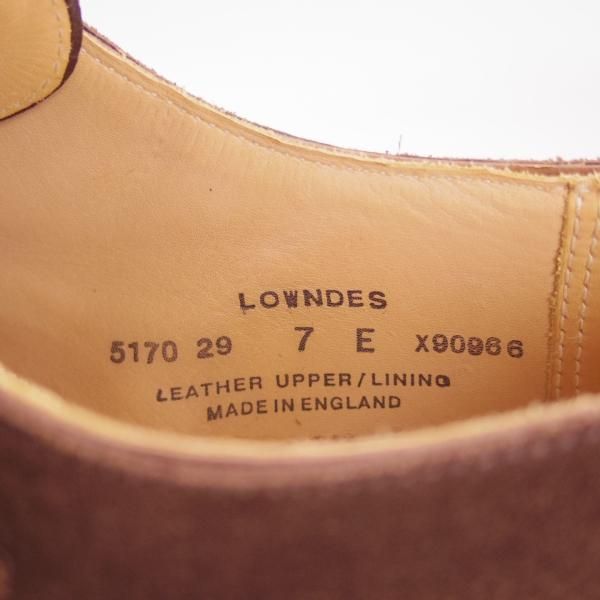 LOWNDES
5170 29 7 E X90966
LEATHER UPPER/LINING
MADE IN ENGLAND